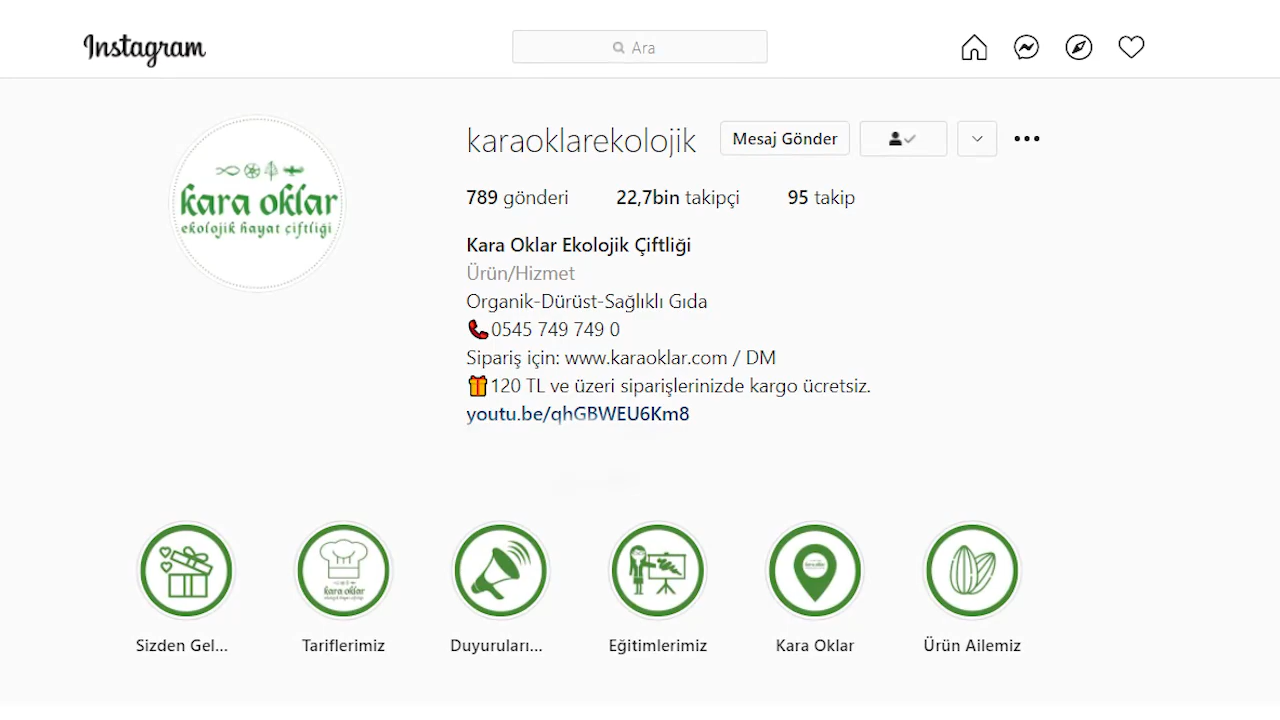 Instagram
Ara
kara oklar
ekolojik hayat çiftliği
karaoklarekolojik
Mesaj Gönder
789 gönderi 22,7bin takipçi 95 takip
Kara Oklar Ekolojik Çiftliği
Ürün/Hizmet
Organik-Dürüst-Sağlıklı Gıda
📞0545 749 749 0
Sipariş için: www.karaoklar.com / DM
🎁120 TL ve üzeri siparişlerinizde kargo ücretsiz.
youtu.be/qhGBWEU6Km8
kara oklar
Sizden Gel... Tariflerimiz Duyuruları... Eğitimlerimiz Kara Oklar Ürün Ailemiz